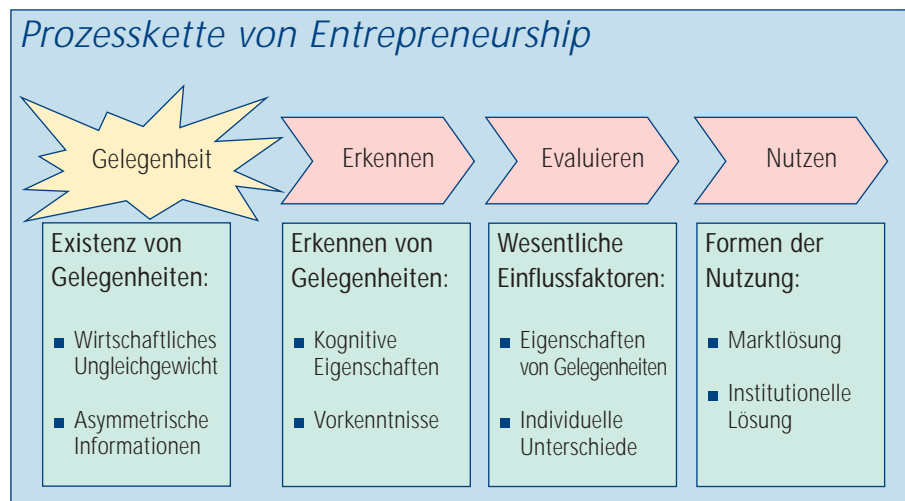 Prozesskette von Entrepreneurship
Gelegenheit
Erkennen
Evaluieren
Nutzen
Existenz von
Gelegenheiten:
Wirtschaftliches
Ungleichgewicht
Asymmetrische
Informationen
Erkennen von
Gelegenheiten:
Kognitive
Eigenschaften
Vorkenntnisse
Wesentliche
Einflussfaktoren:
Eigenschaften
von Gelegenheiten
Individuelle
Unterschiede
Formen der
Nutzung:
Marktlösung
Institutionelle
Lösung